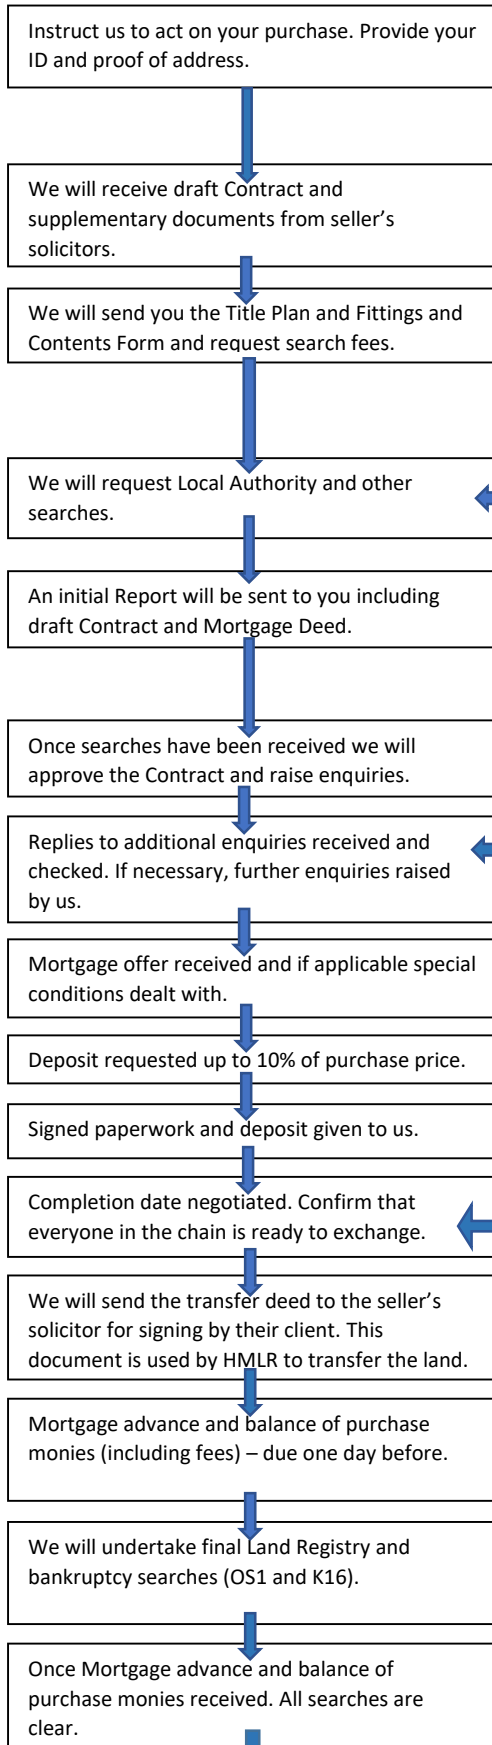 Instruct us to act on your purchase. Provide your
ID and proof of address.
We will receive draft Contract and
supplementary documents from seller’s
solicitors.
We will send you the Title Plan and Fittings and
Contents Form and request search fees.
We will request Local Authority and other
searches.
An initial Report will be sent to you including
draft Contract and Mortgage Deed.
Once searches have been received we will
approve the Contract and raise enquiries.
Replies to additional enquiries received and
checked. If necessary, further enquiries raised
by us.
Mortgage offer received and if applicable special
conditions dealt with.
Deposit requested up to 10% of purchase price.
Signed paperwork and deposit given to us.
Completion date negotiated. Confirm that
everyone in the chain is ready to exchange.
We will send the transfer deed to the seller’s
solicitor for signing by their client. This
document is used by HMLR to transfer the land.
Mortgage advance and balance of purchase
monies (including fees) – due one day before.
We will undertake final Land Registry and
bankruptcy searches (OS1 and K16).
Once Mortgage advance and balance of
purchase monies received. All searches are
clear.